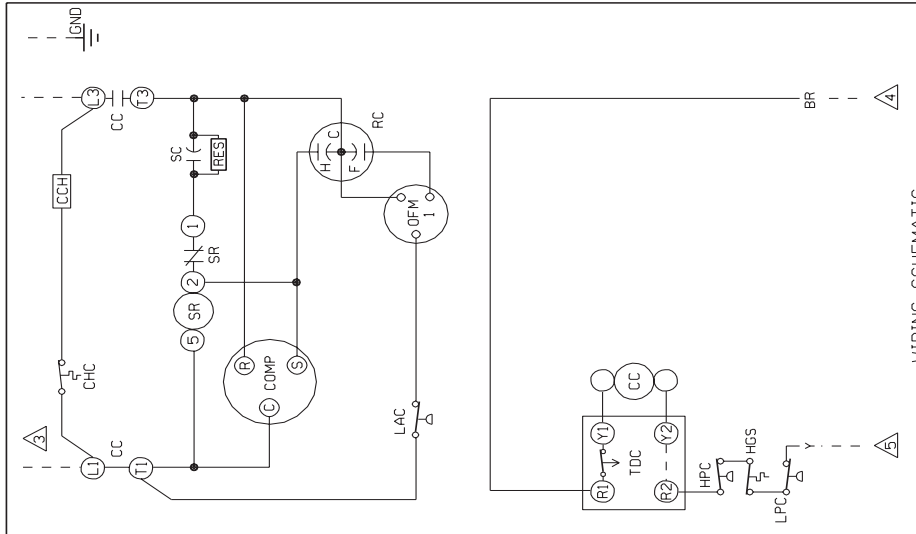 GND
3
L1
CHC
CCH
L3
CC
CC
T1
T3
SC
RES
5
SR
2
1
SR
R
COMP
C
S
H
C
F
RC
LAC
OFM
1
R1
Y1
TDC
CC
R2
Y2
HPC
HGS
LPC
Y
BR
5
4
WIRING SCHEMATIC